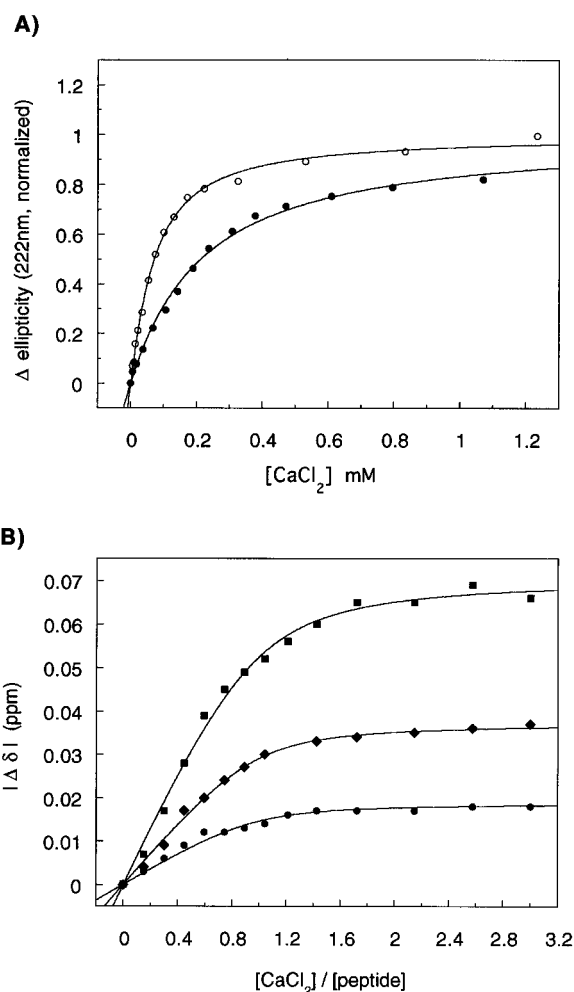 A)
Δ ellipticity (222nm, normalized)
1.2
1
0.8
0.6
0.4
0.2
0
0 0.2 0.4 0.6 0.8 1 1.2
[CaCl2] mM
B)
| Δ δ | (ppm)
0.07
0.06
0.05
0.04
0.03
0.02
0.01
0
0 0.4 0.8 1.2 1.6 2 2.4 2.8 3.2
[CaCl2] / [peptide]